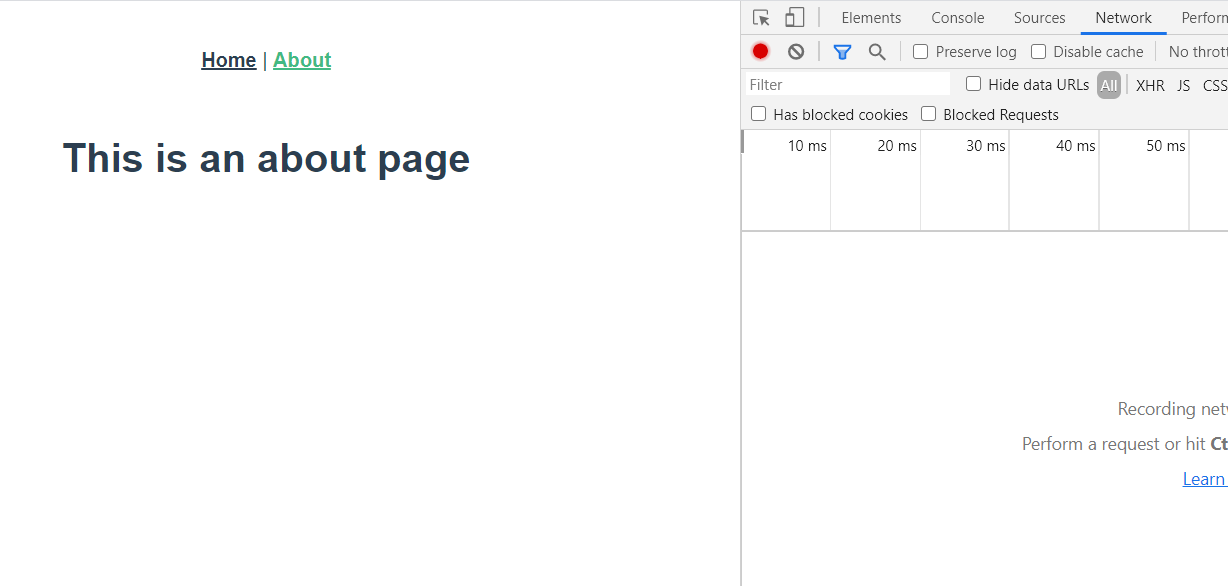 Home | About
This is an about page
Elements Console Sources Network Perforn
Preserve log Disable cache No thrott
Filter Hide data URLs All XHR JS CSS
Has blocked cookies Blocked Requests
10 ms 20 ms 30 ms 40 ms 50 ms
Recording netw
Perform a request or hit Ct
Learn